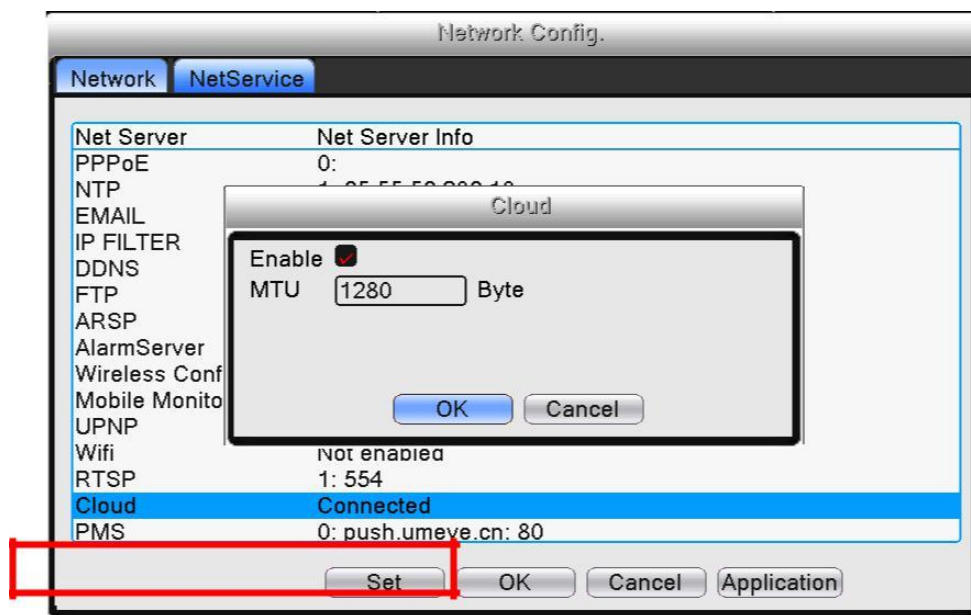 Network Config.
Network NetService
Net Server Net Server Info
PPPoE 0:
NTP
EMAIL
Cloud
IP FILTER
Enable
DDNS
MTU 1280 Byte
FTP
ARSP
AlarmServer
Wireless Conf
Mobile Monito
OK Cancel
UPNP
Wifi Not enabled
RTSP 1: 554
Cloud Connected
PMS 0: push.umeye.cn: 80
Set OK Cancel Application